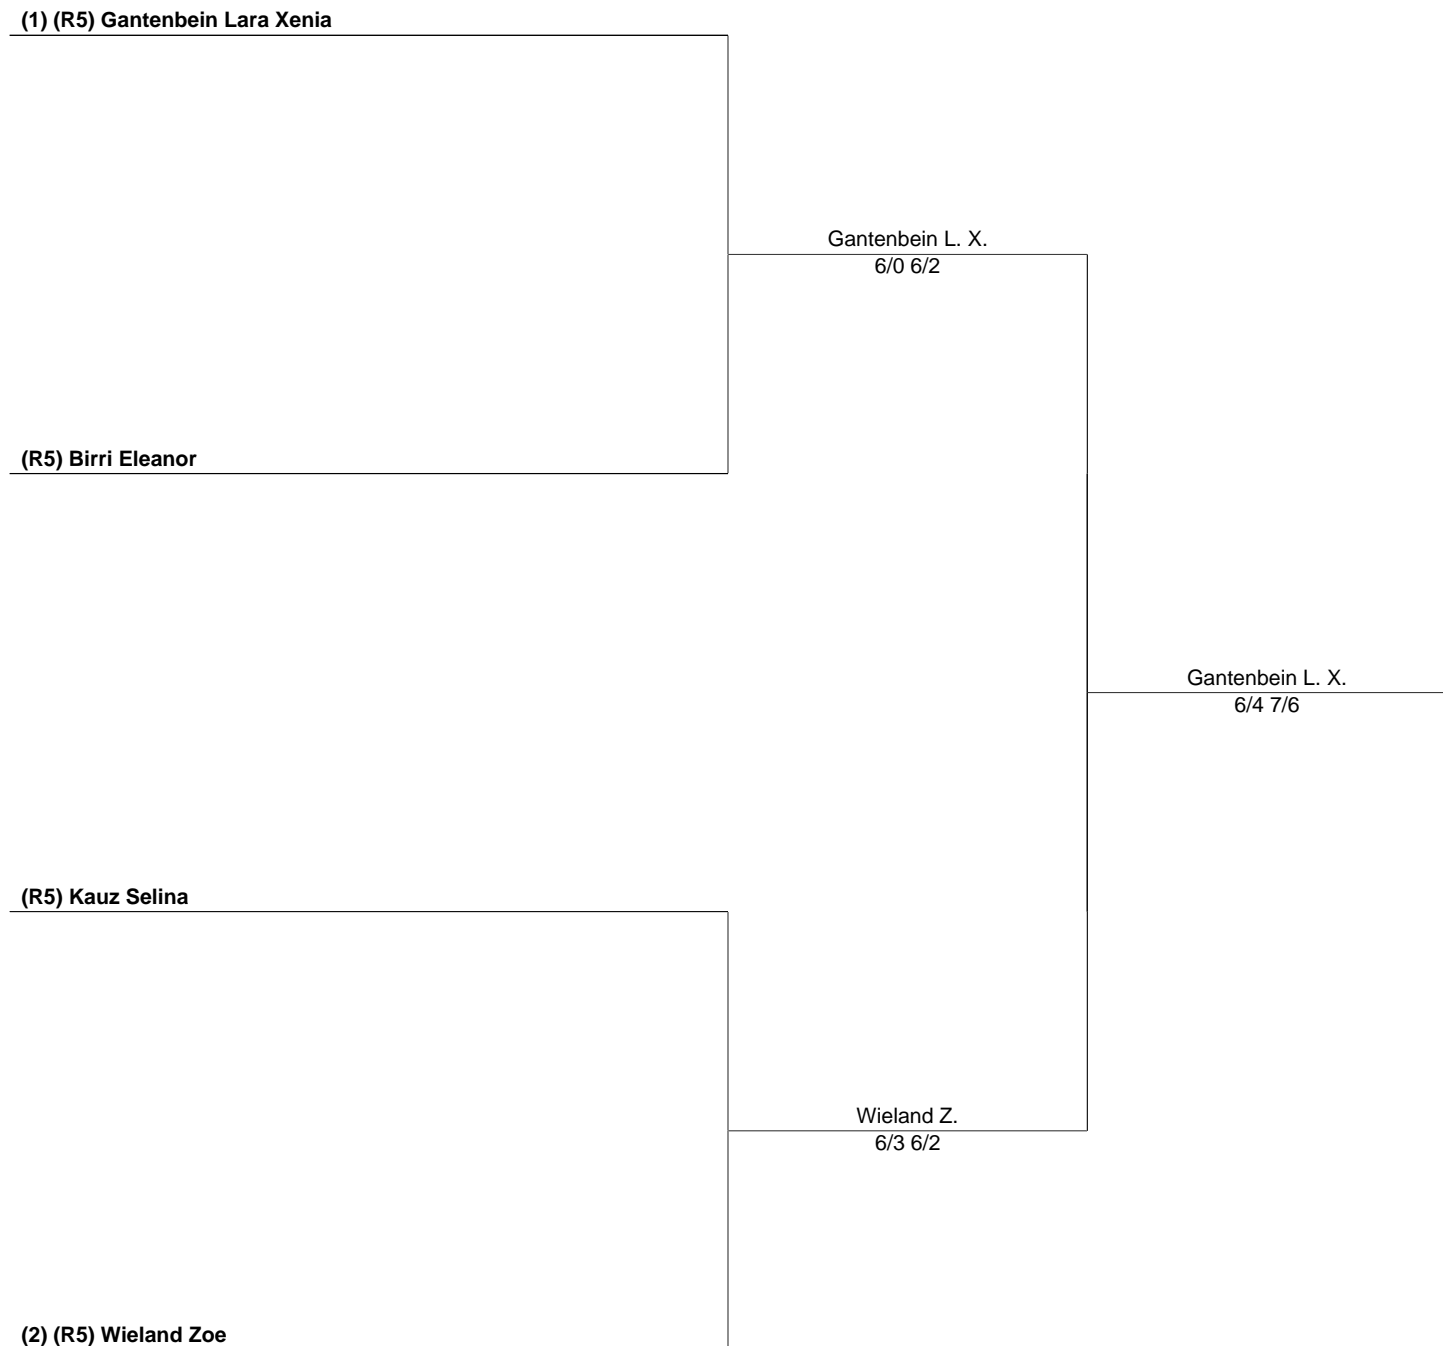 (1) (R5) Gantenbein Lara Xenia
Gantenbein L. X.
6/0 6/2
(R5) Birri Eleanor
Gantenbein L. X.
6/4 7/6
(R5) Kauz Selina
Wieland Z.
6/3 6/2
(2) (R5) Wieland Zoe